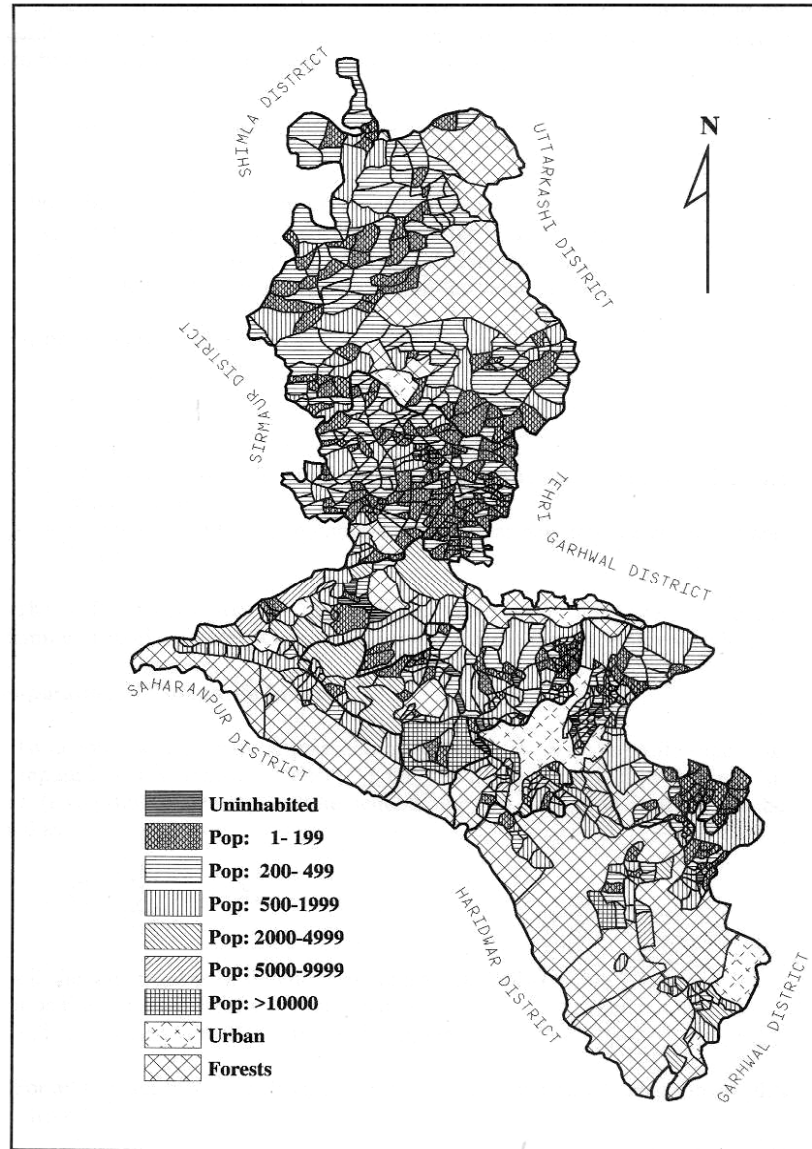 SHIMLA DISTRICT
UTTARKASHI DISTRICT
N
SIRMAUR DISTRICT
TEHRI GARHWAL DISTRICT
SAHARANPUR DISTRICT
HARIDWAR DISTRICT
GARHWAL DISTRICT
Uninhabited
Pop: 1- 199
Pop: 200- 499
Pop: 500-1999
Pop: 2000-4999
Pop: 5000-9999
Pop: >10000
Urban
Forests